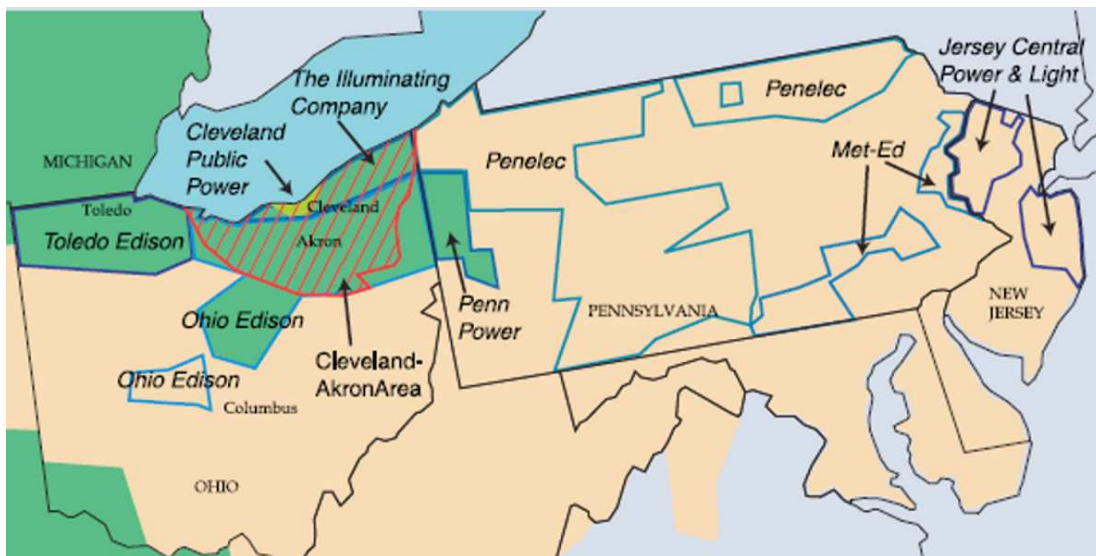 The Illuminating
Company
Cleveland
Public
Power
MICHIGAN
Toledo
Toledo Edison
Cleveland
Akron
Ohio Edison
Ohio Edison
Columbus
OHIO
Cleveland-
AkronArea
Penn
Power
Penelec
Penelec
PENNSYLVANIA
Met-Ed
Jersey Central
Power & Light
NEW
JERSEY